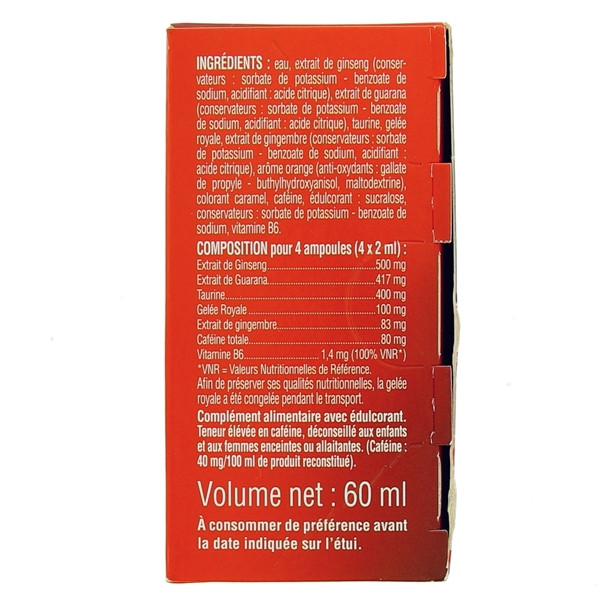 INGRÉDIENTS : eau, extrait de ginseng (conser-
vateurs : sorbate de potassium - benzoate de
sodium, acidifiant : acide citrique), extrait de guarana
(conservateurs : sorbate de potassium - benzoate
de sodium, acidifiant : acide citrique), taurine, gelée
royale, extrait de gingembre (conservateurs : sorbate
de potassium - benzoate de sodium, acidifiant :
acide citrique), arôme orange (anti-oxydants : gallate
de propyle - buthylhydroxyanisol, maltodextrine),
colorant caramel, caféine, édulcorant : sucralose,
conservateurs : sorbate de potassium - benzoate de
sodium, vitamine B6.
COMPOSITION pour 4 ampoules (4 x 2 ml) :
Extrait de Ginseng..............................500 mg
Extrait de Guarana..............................417 mg
Taurine..............................400 mg
Gelée Royale..............................100 mg
Extrait de gingembre..............................83 mg
Caféine totale..............................80 mg
Vitamine B6..............................1,4 mg (100% VNR*)
*VNR = Valeurs Nutritionnelles de Référence.
Afin de préserver ses qualités nutritionnelles, la gelée
royale a été congelée pendant le transport.
Complément alimentaire avec édulcorant.
Teneur élevée en caféine, déconseillé aux enfants
et aux femmes enceintes ou allaitantes. (Caféine :
40 mg/100 ml de produit reconstitué).
Volume net : 60 ml
À consommer de préférence avant
la date indiquée sur l'étui.